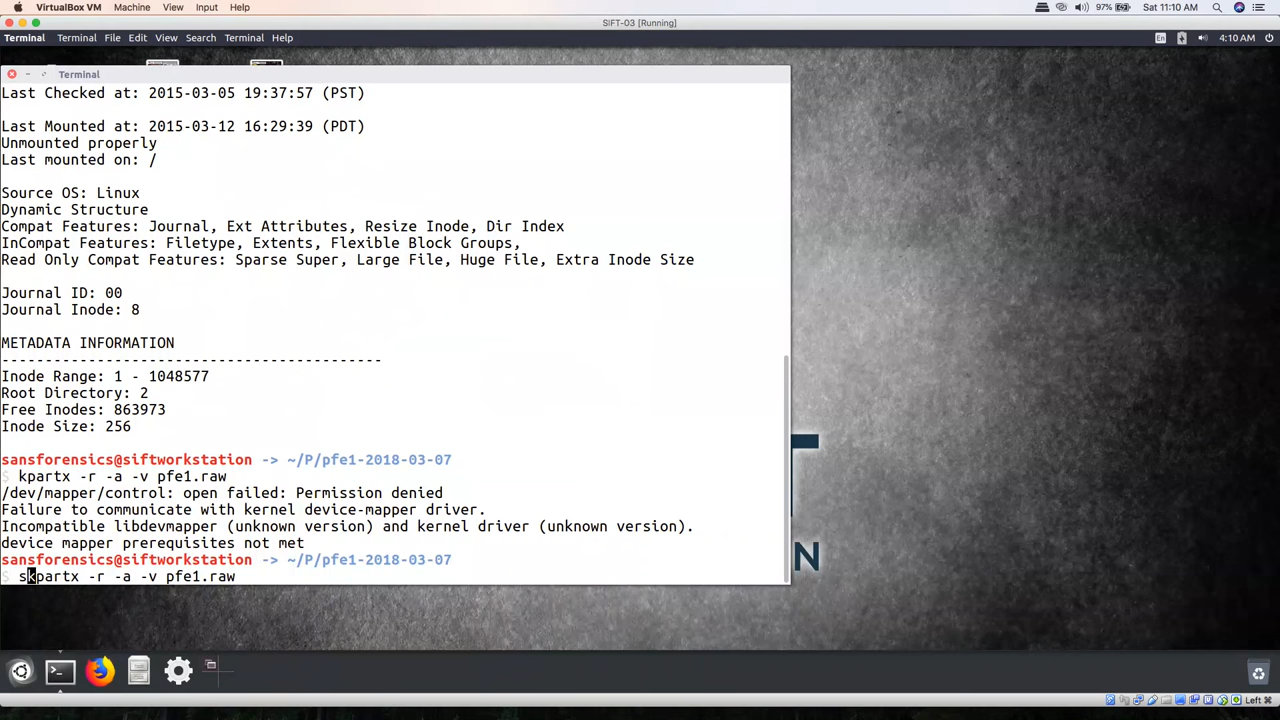 VirtualBox VM Machine View Input Help 97% Sat 11:10 AM
SIFT-03 [Running]
Terminal Terminal File Edit View Search Terminal Help En 4:10 AM
Terminal
Last Checked at: 2015-03-05 19:37:57 (PST)
Last Mounted at: 2015-03-12 16:29:39 (PDT)
Unmounted properly
Last mounted on: /
Source OS: Linux
Dynamic Structure
Compat Features: Journal, Ext Attributes, Resize Inode, Dir Index
InCompat Features: Filetype, Extents, Flexible Block Groups,
Read Only Compat Features: Sparse Super, Large File, Huge File, Extra Inode Size
Journal ID: 00
Journal Inode: 8
METADATA INFORMATION
--------------------------------------------
Inode Range: 1 - 1048577
Root Directory: 2
Free Inodes: 863973
Inode Size: 256
sansforensics@siftworkstation -> ~/P/pfe1-2018-03-07
$ kpartx -r -a -v pfe1.raw
/dev/mapper/control: open failed: Permission denied
Failure to communicate with kernel device-mapper driver.
Incompatible libdevmapper (unknown version) and kernel driver (unknown version).
device mapper prerequisites not met
sansforensics@siftworkstation -> ~/P/pfe1-2018-03-07
$ skpartx -r -a -v pfe1.raw
N
Left ⌘